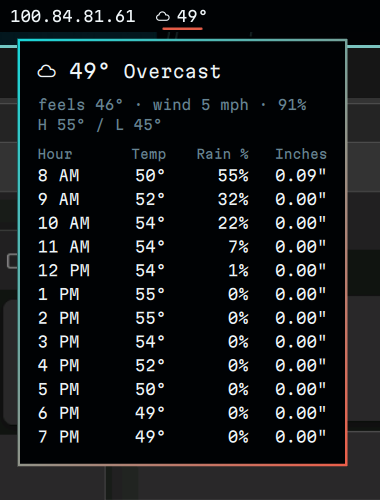 100.84.81.61 49°
49° Overcast
feels 46° · wind 5 mph · 91%
H 55° / L 45°
Hour Temp Rain % Inches
8 AM 50° 55% 0.09"
9 AM 52° 32% 0.00"
10 AM 54° 22% 0.00"
11 AM 54° 7% 0.00"
12 PM 54° 1% 0.00"
1 PM 55° 0% 0.00"
2 PM 55° 0% 0.00"
3 PM 54° 0% 0.00"
4 PM 52° 0% 0.00"
5 PM 50° 0% 0.00"
6 PM 49° 0% 0.00"
7 PM 49° 0% 0.00"